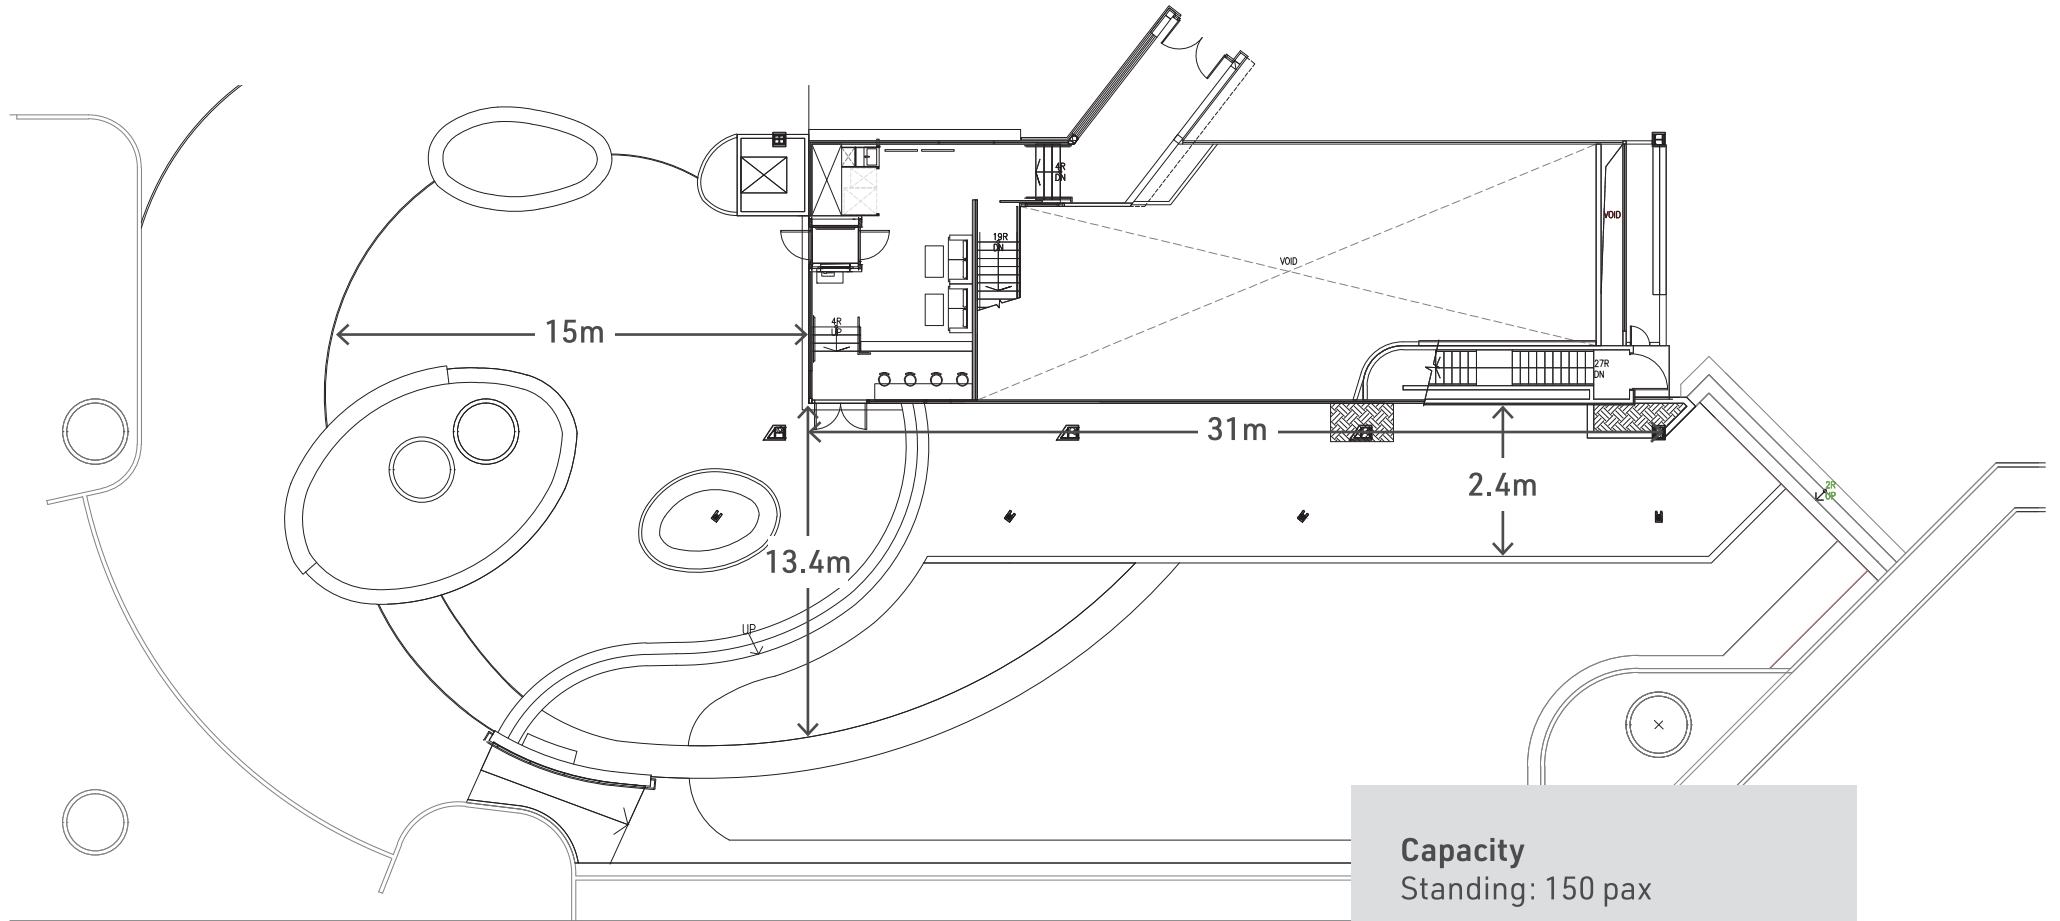 4R
DN
VOID
19R
DN
VOID
4R
UP
15m
27R
DN
31m
2.4m
2R
UP
13.4m
UP
Capacity
Standing: 150 pax